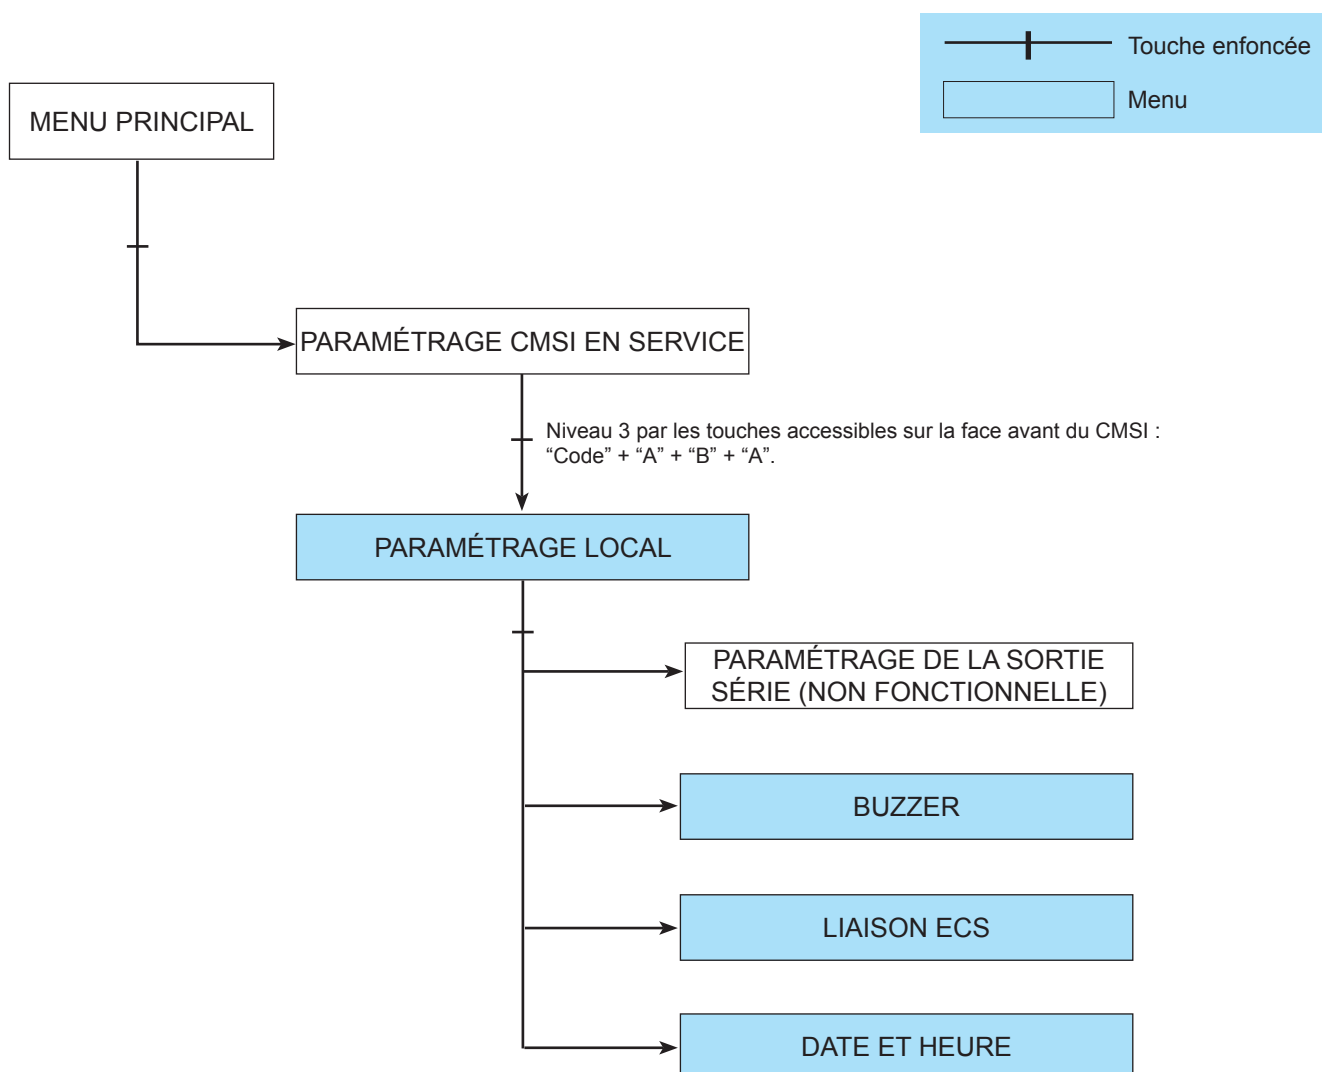 Touche enfoncée
Menu
MENU PRINCIPAL
PARAMÉTRAGE CMSI EN SERVICE
Niveau 3 par les touches accessibles sur la face avant du CMSI :
“Code” + “A” + “B” + “A”.
PARAMÉTRAGE LOCAL
PARAMÉTRAGE DE LA SORTIE
SÉRIE (NON FONCTIONNELLE)
BUZZER
LIAISON ECS
DATE ET HEURE